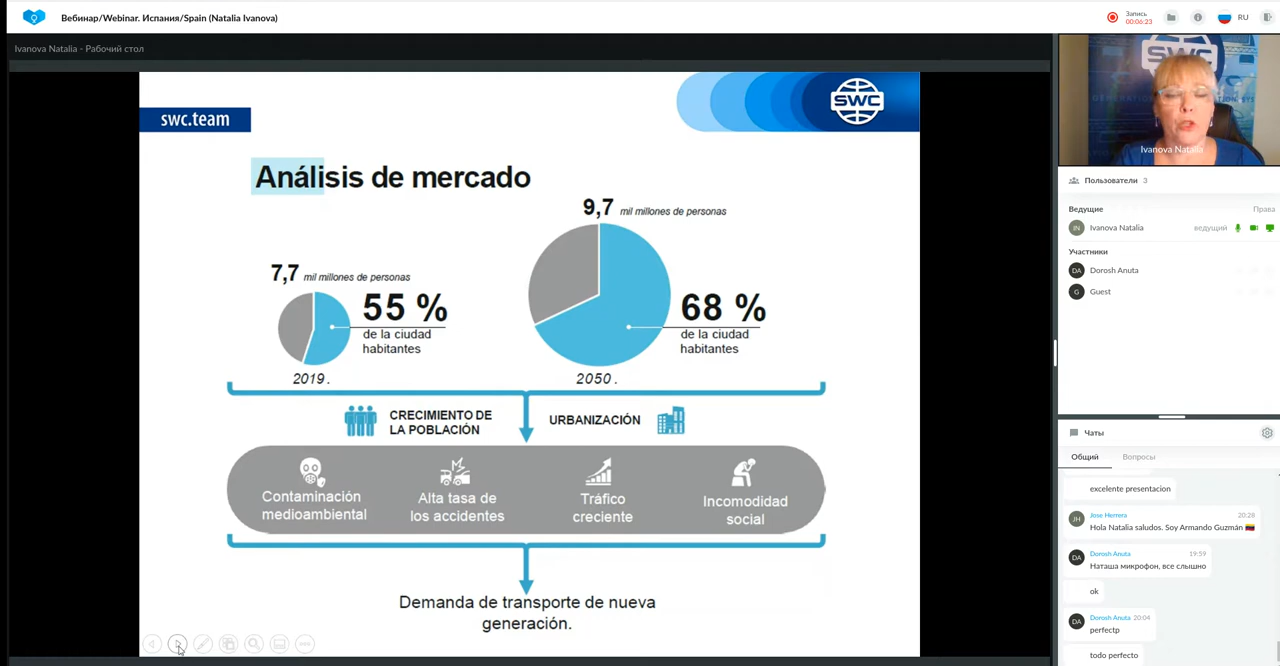 Вебинар/Webinar. Испания/Spain (Natalia Ivanova)
Запись
00:06:23
RU
Ivanova Natalia - Рабочий стол
swc.team
SWC
Análisis de mercado
9,7 mil millones de personas
7,7 mil millones de personas
55 %
de la ciudad
habitantes
68 %
de la ciudad
habitantes
2019.
2050.
CRECIMIENTO DE
LA POBLACIÓN
URBANIZACIÓN
Contaminación
medioambiental
Alta tasa de
los accidentes
Tráfico
creciente
Incomodidad
social
Demanda de transporte de nueva
generación.
SWC
Ivanova Natalia
Пользователи 3
Ведущие
Права
IN
Ivanova Natalia
ведущий
Участники
DA
Dorosh Anuta
G
Guest
Чаты
Общий
Вопросы
excelente presentacion
JH
Jose Herrera
20:28
Hola Natalia saludos. Soy Armando Guzmán
DA
Dorosh Anuta
19:59
Наташа микрофон, все слышно
ok
DA
Dorosh Anuta
20:04
perfectp
todo perfecto